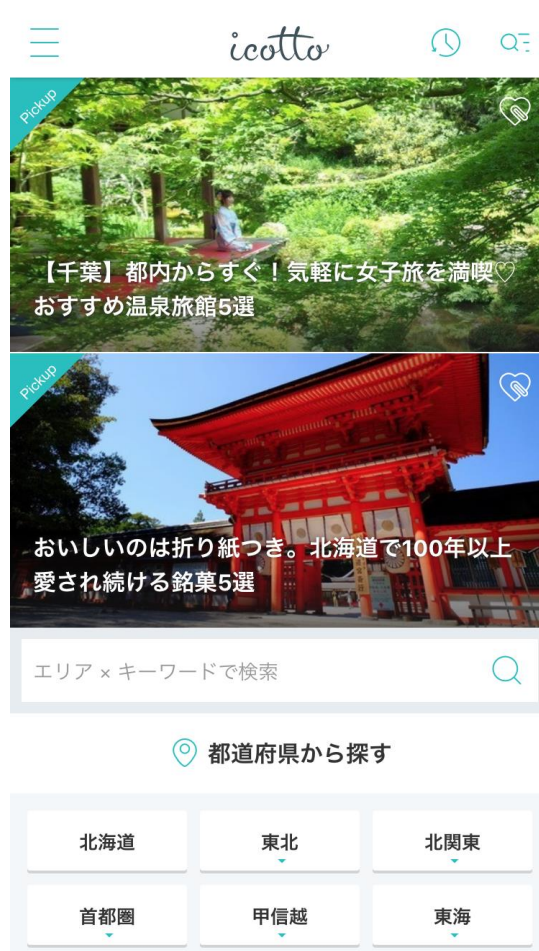 icotto
Pickup
【千葉】都内からすぐ！気軽に女子旅を満喫♡
おすすめ温泉旅館5選
Pickup
おいしいのは折り紙つき。北海道で100年以上
愛され続ける銘菓5選
エリア × キーワードで検索
都道府県から探す
北海道
東北
北関東
首都圏
甲信越
東海